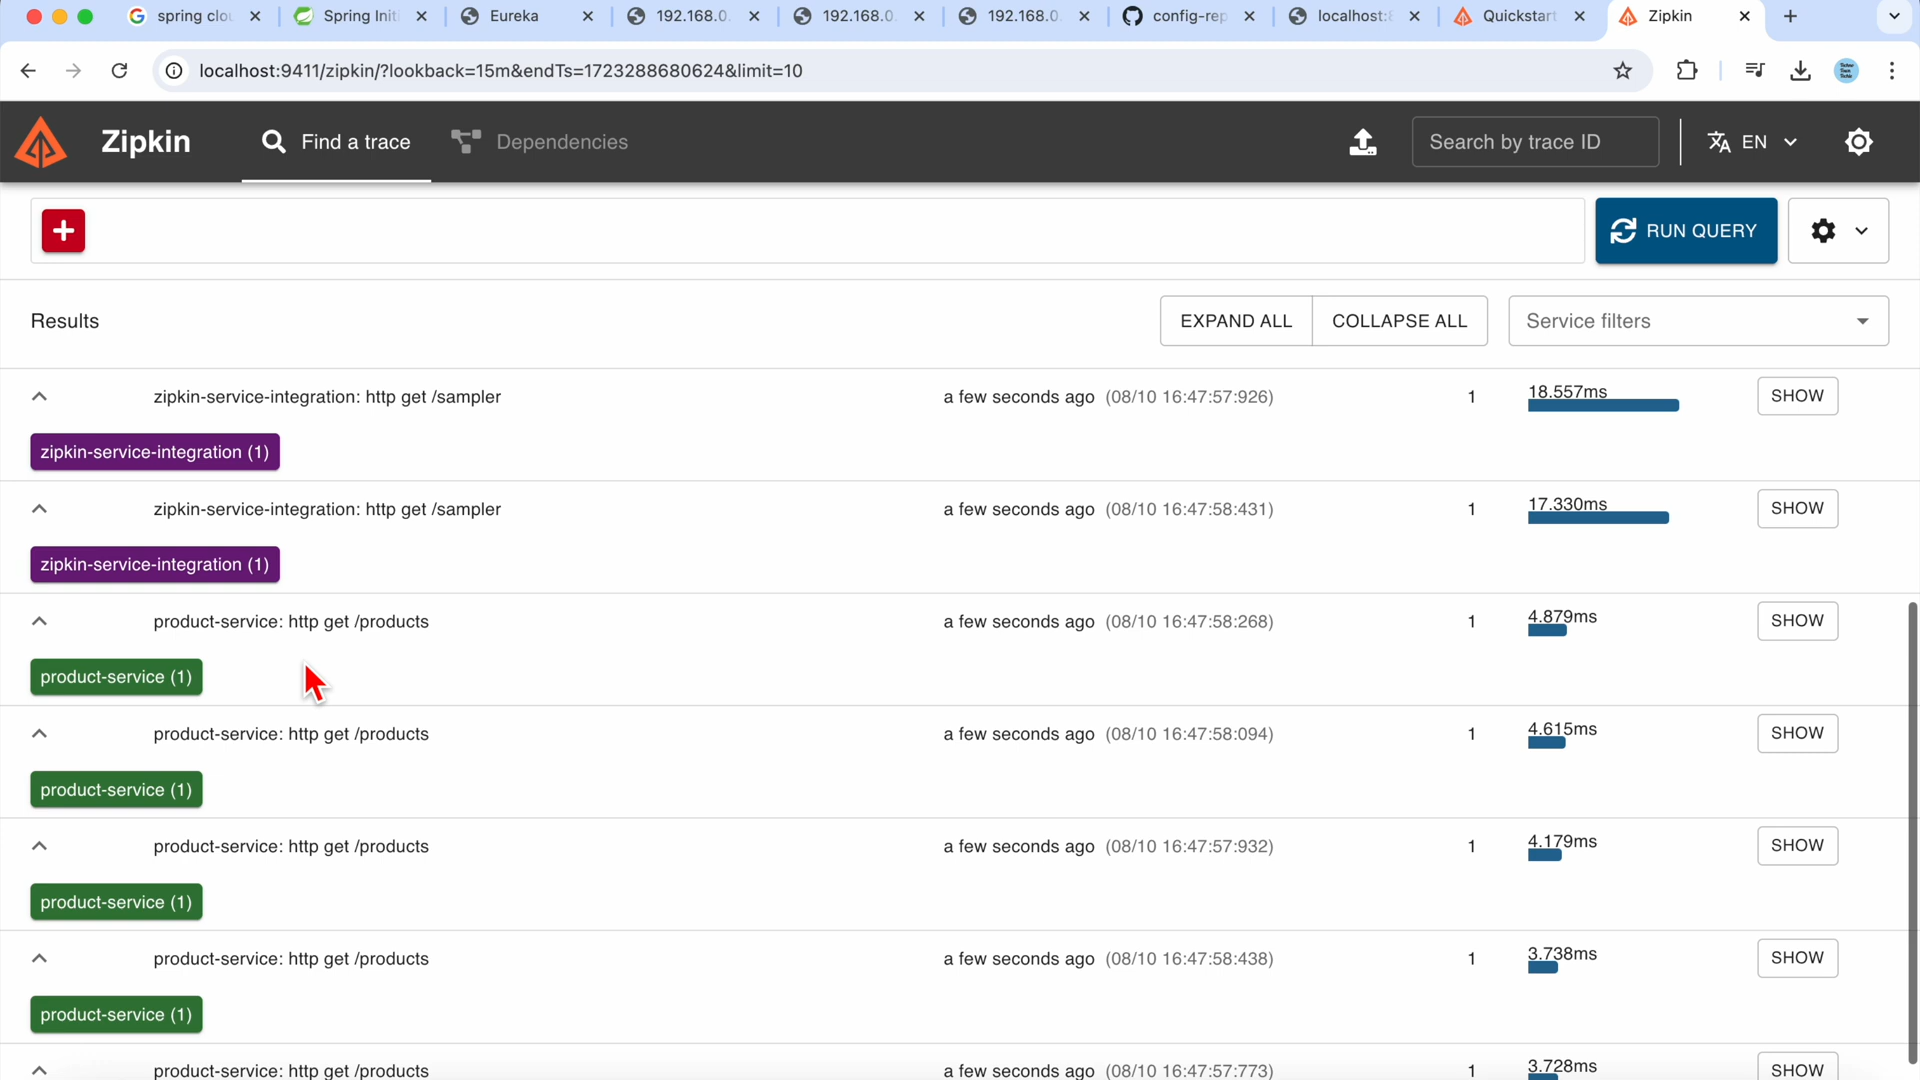 spring clou
Spring Initi
Eureka
192.168.0.
192.168.0.
192.168.0.
config-rep
localhost:8
Quickstart
Zipkin
localhost:9411/zipkin/?lookback=15m&endTs=1723288680624&limit=10
Zipkin
Find a trace
Dependencies
Search by trace ID
EN
RUN QUERY
Results
EXPAND ALL
COLLAPSE ALL
Service filters
zipkin-service-integration: http get /sampler a few seconds ago (08/10 16:47:57:926) 1 18.557ms SHOW
zipkin-service-integration (1)
zipkin-service-integration: http get /sampler a few seconds ago (08/10 16:47:58:431) 1 17.330ms SHOW
zipkin-service-integration (1)
product-service: http get /products a few seconds ago (08/10 16:47:58:268) 1 4.879ms SHOW
product-service (1)
product-service: http get /products a few seconds ago (08/10 16:47:58:094) 1 4.615ms SHOW
product-service (1)
product-service: http get /products a few seconds ago (08/10 16:47:57:932) 1 4.179ms SHOW
product-service (1)
product-service: http get /products a few seconds ago (08/10 16:47:58:438) 1 3.738ms SHOW
product-service (1)
product-service: http get /products a few seconds ago (08/10 16:47:57:773) 1 3.728ms SHOW